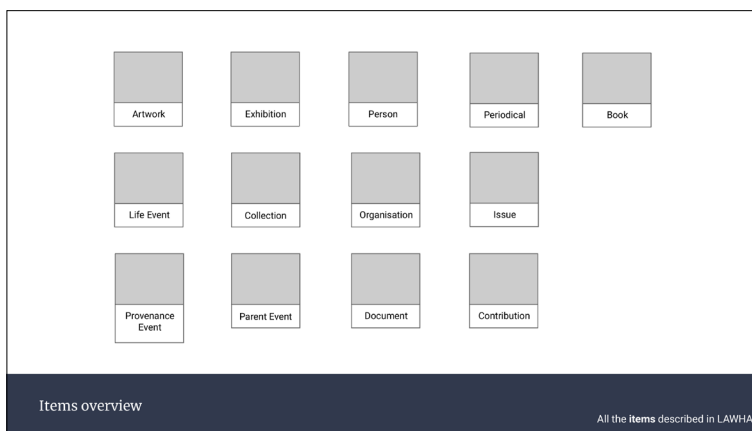 Artwork
Exhibition
Person
Periodical
Book
Life Event
Collection
Organisation
Issue
Provenance
Event
Parent Event
Document
Contribution
Items overview
All the items described in LAWHA